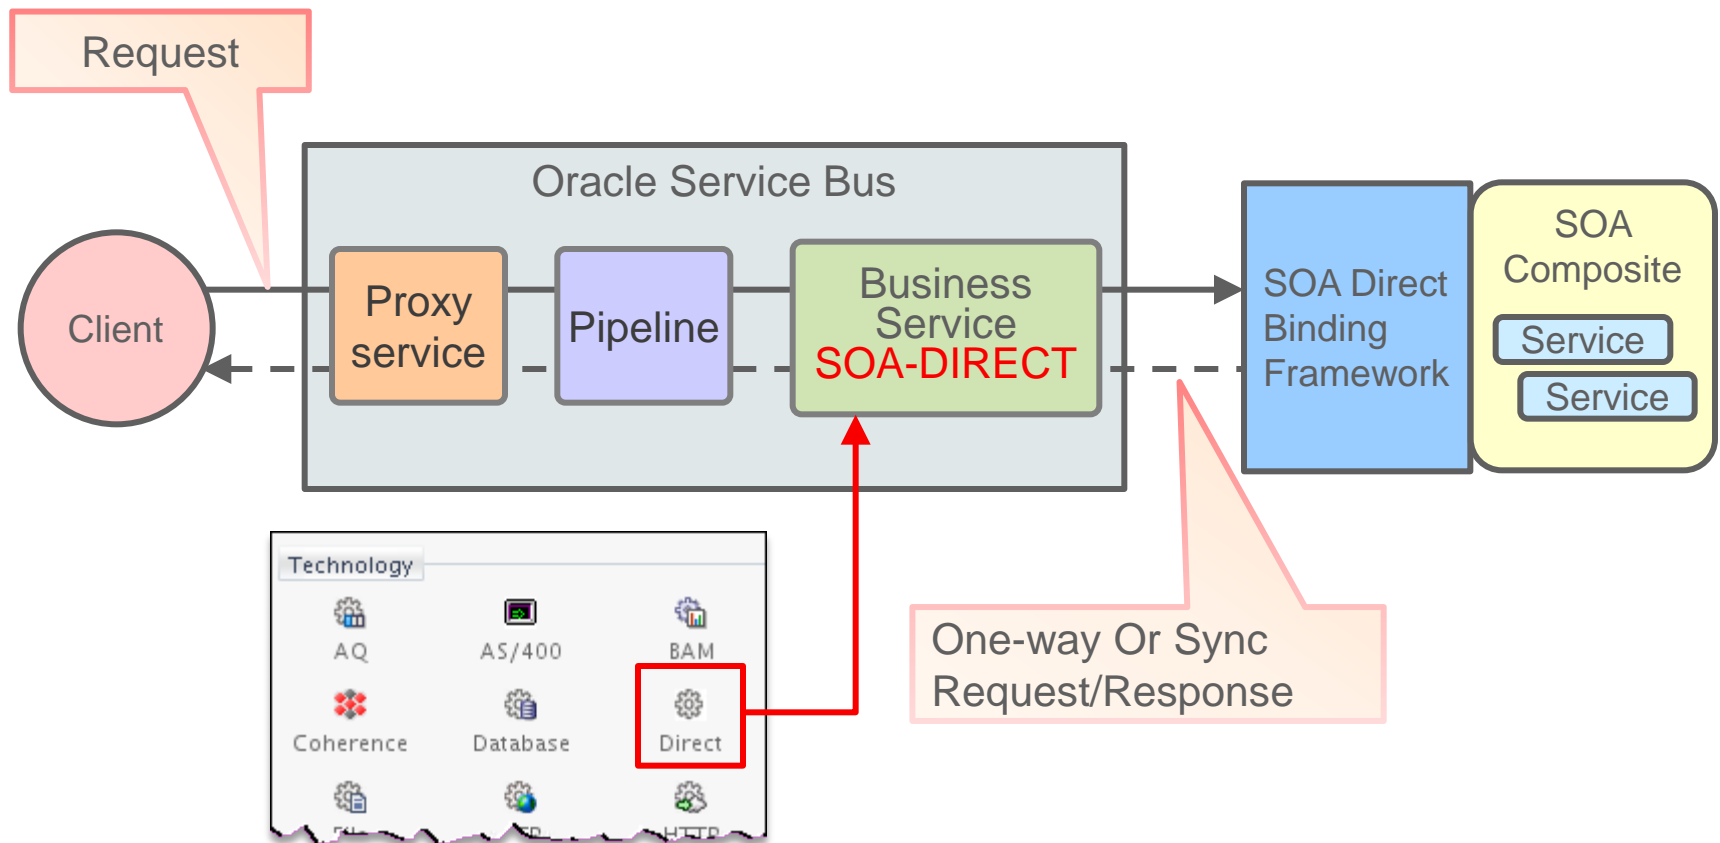 Request
Oracle Service Bus
Client
Proxy
service
Pipeline
Business
Service
SOA-DIRECT
SOA Direct
Binding
Framework
SOA
Composite
Service
Service
Technology
AQ
AS/400
BAM
Coherence
Database
Direct
HTTP
One-way Or Sync
Request/Response